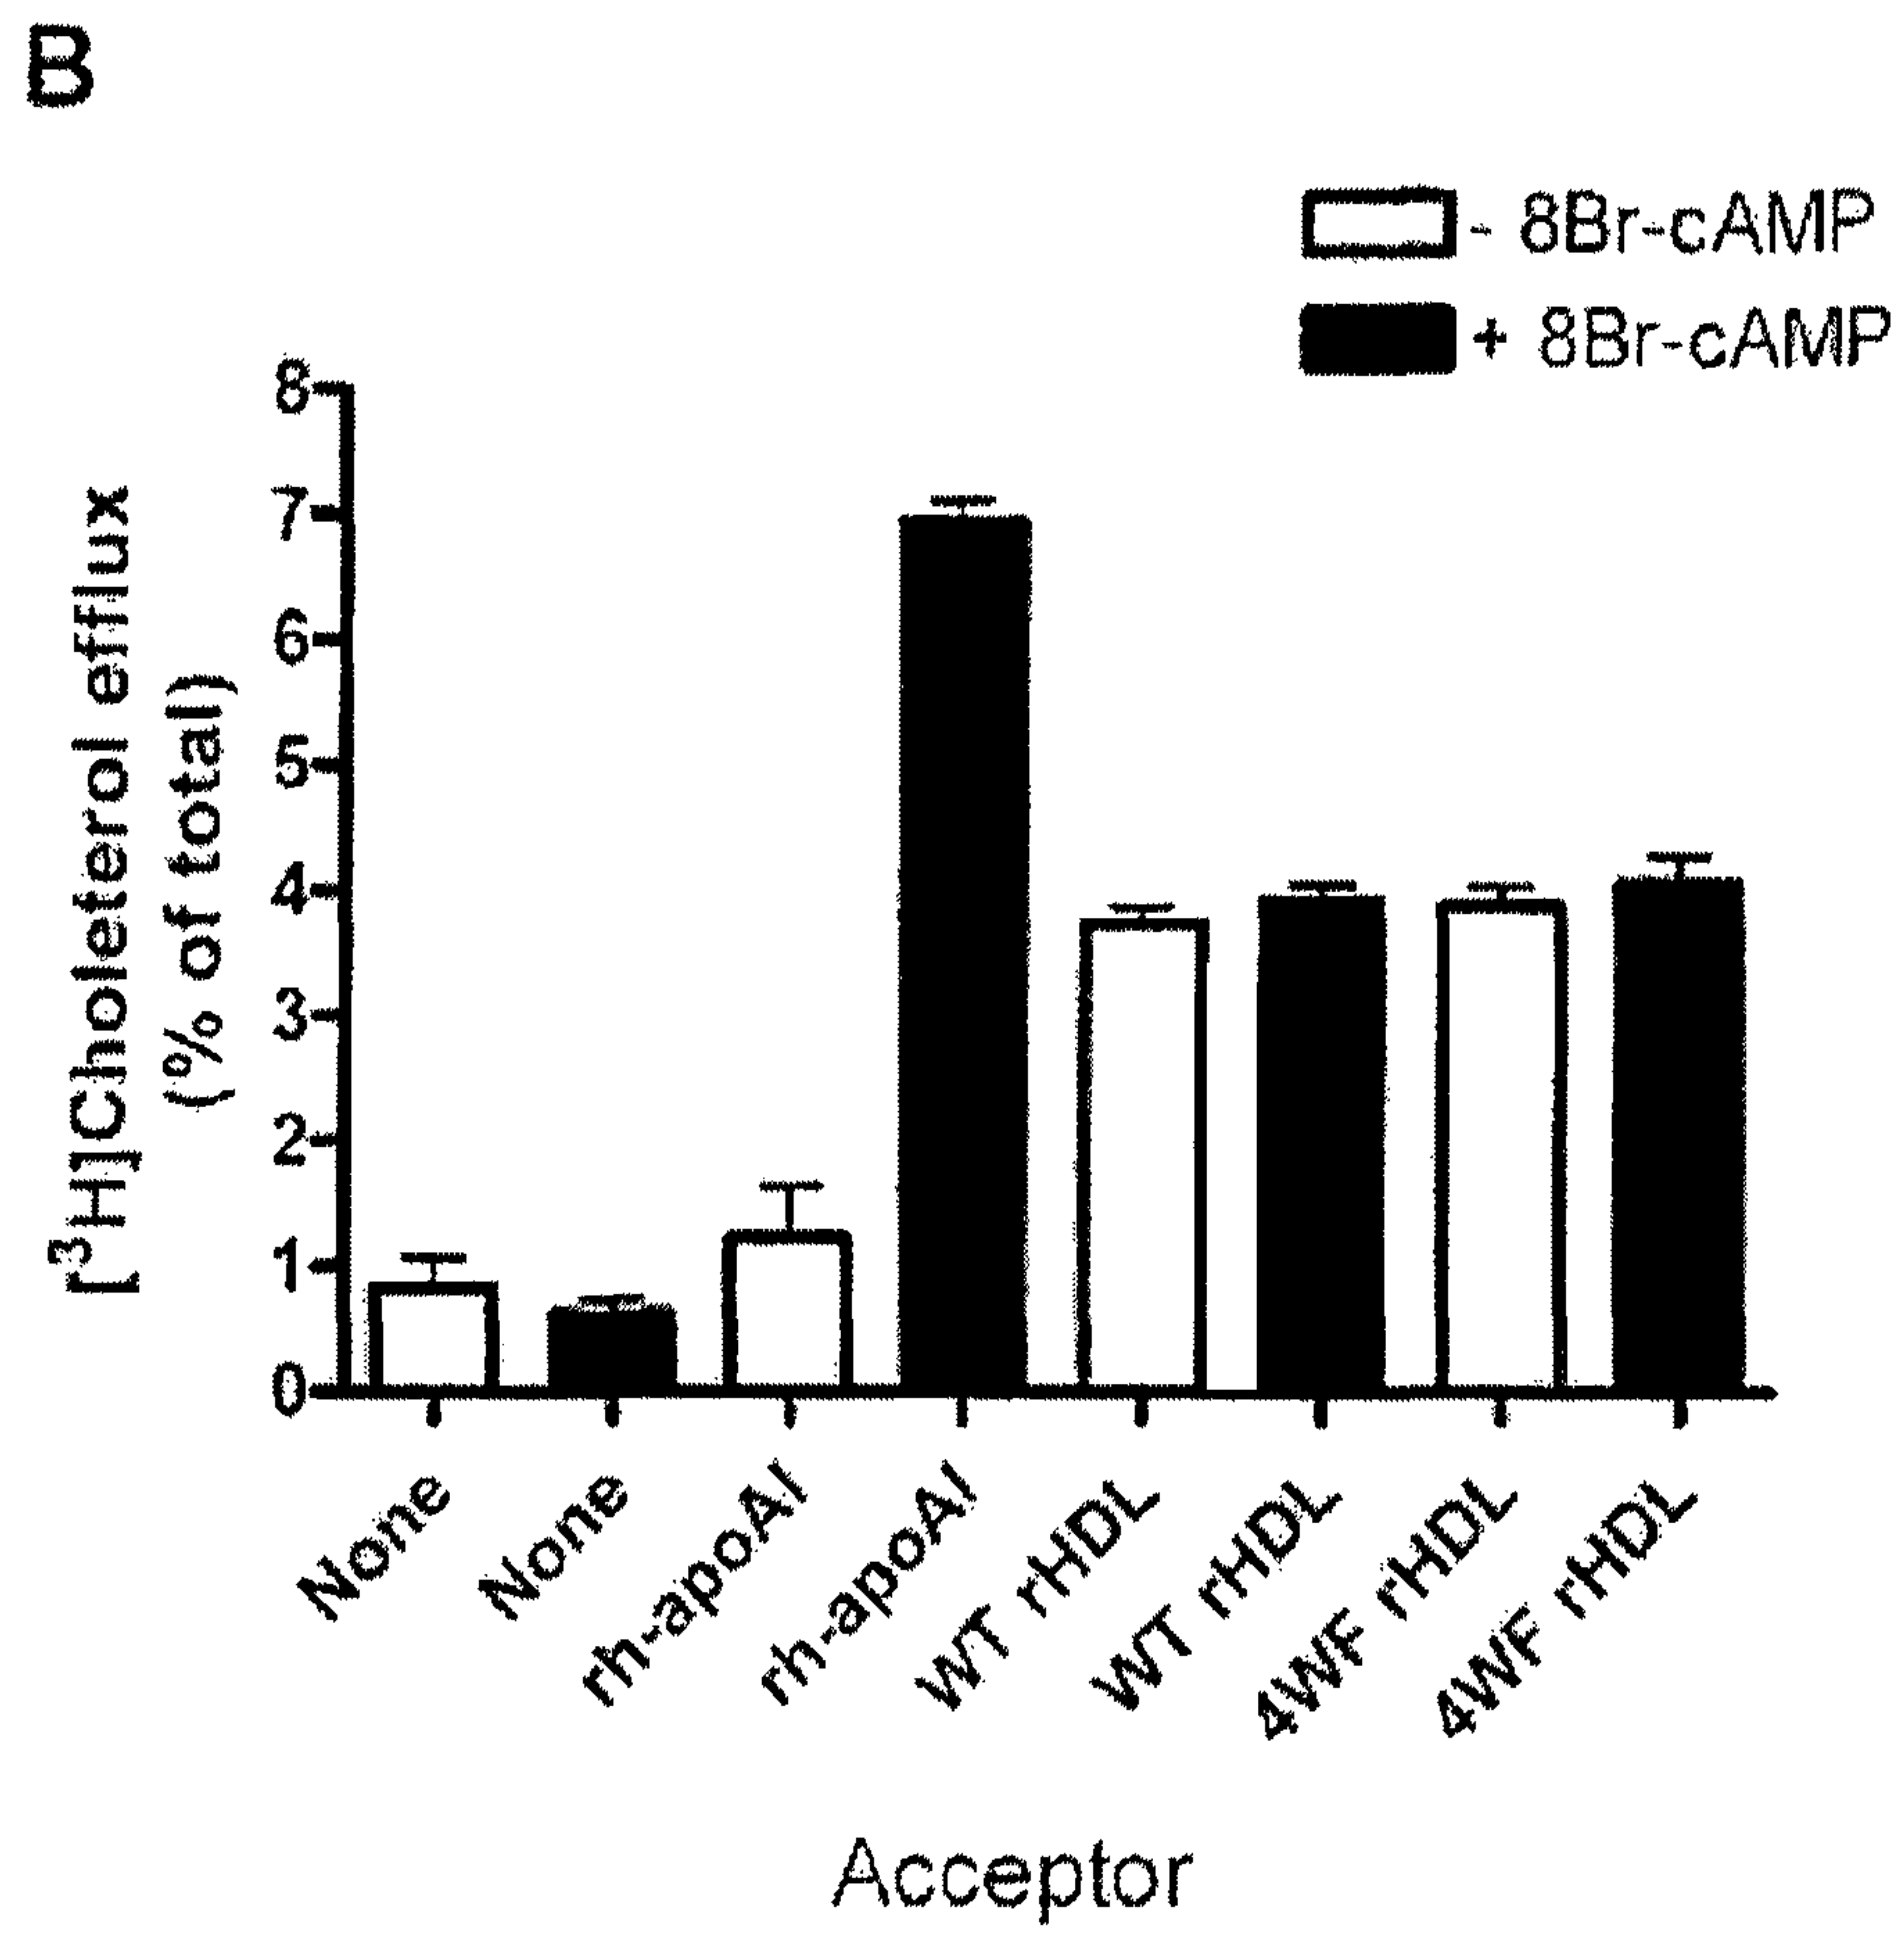 B
- 8Br-cAMP
+ 8Br-cAMP
[³H]Cholesterol efflux
(% of total)
8
7
6
5
4
3
2
1
0
None
None
rh-apoAI
rh-apoAI
WT rHDL
WT rHDL
4WF rHDL
4WF rHDL
Acceptor